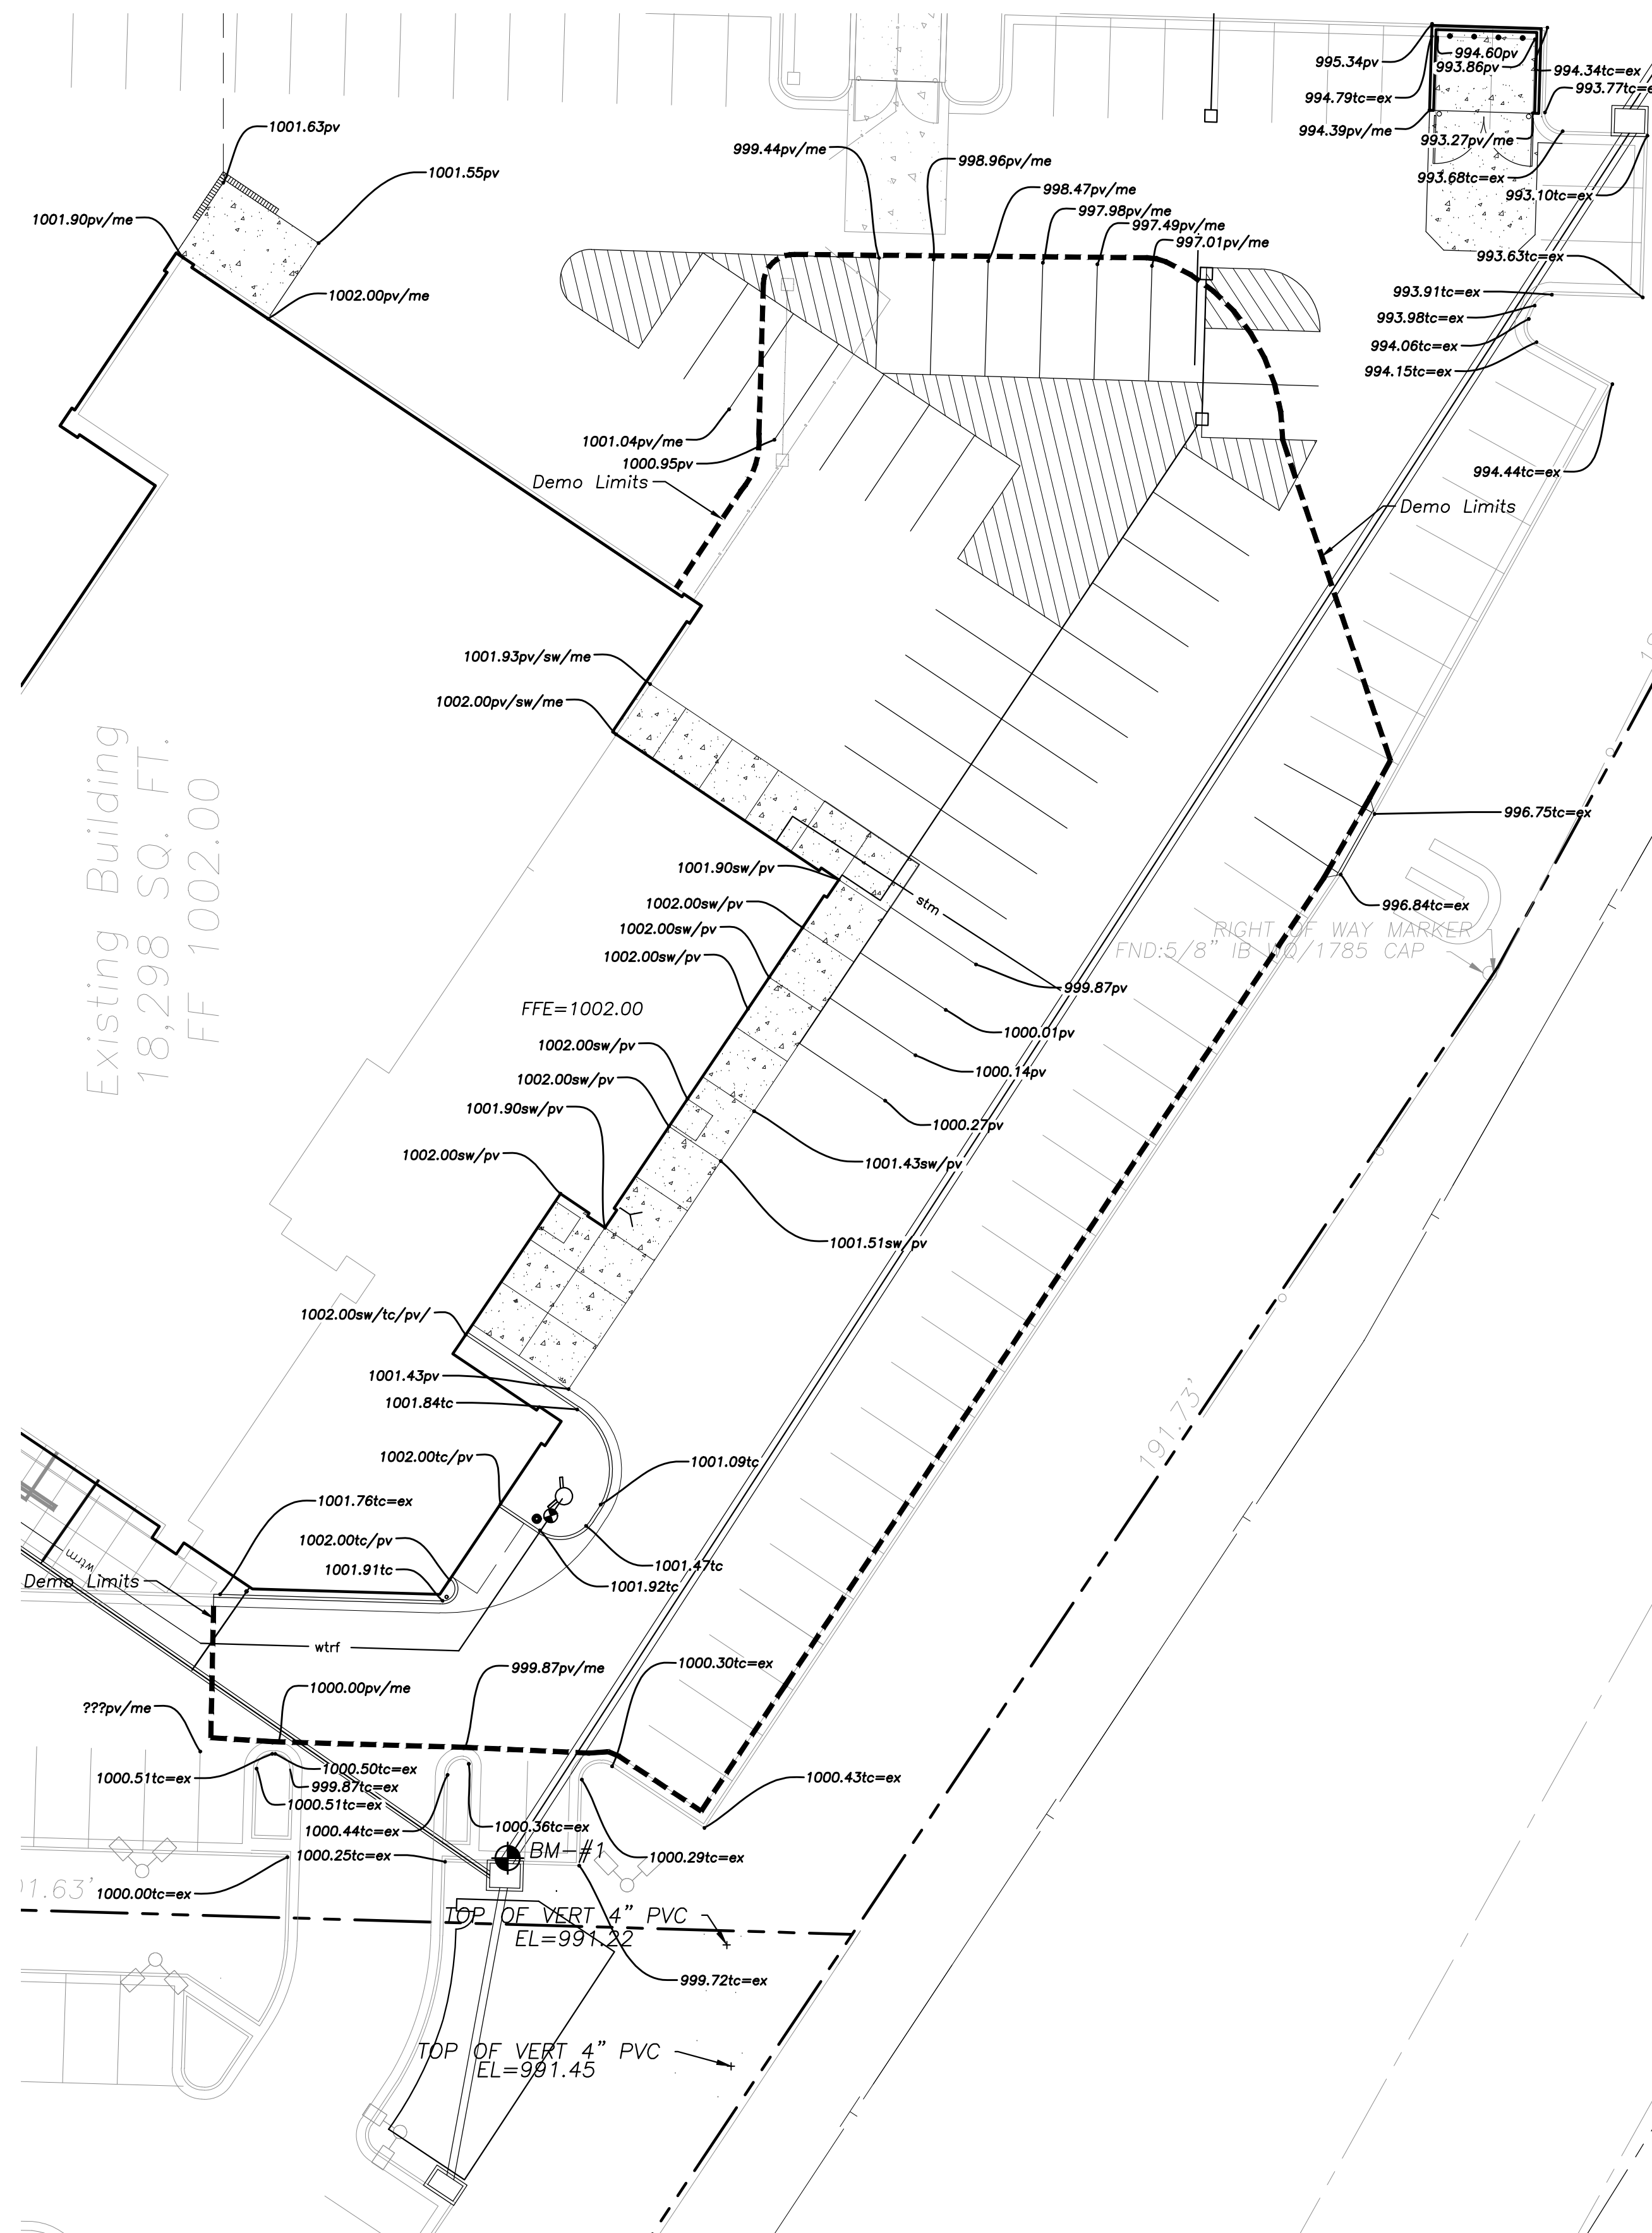 995.34pv
994.60pv
993.86pv
994.34tc=ex
994.79tc=ex
993.77tc=e
994.39pv/me
993.27pv/me
993.68tc=ex
993.10tc=ex
993.63tc=ex
993.91tc=ex
993.98tc=ex
994.06tc=ex
994.15tc=ex
994.44tc=ex
1001.63pv
1001.55pv
1001.90pv/me
1002.00pv/me
999.44pv/me
998.96pv/me
998.47pv/me
997.98pv/me
997.49pv/me
997.01pv/me
1001.04pv/me
1000.95pv
Demo Limits
Demo Limits
1001.93pv/sw/me
1002.00pv/sw/me
Existing Building
18,298 SQ. FT.
FF 1002.00
996.75tc=ex
996.84tc=ex
RIGHT OF WAY MARKER
FND:5/8" IB WQ/1785 CAP
1001.90sw/pv
1002.00sw/pv
1002.00sw/pv
1002.00sw/pv
stm
999.87pv
FFE=1002.00
1000.01pv
1002.00sw/pv
1000.14pv
1002.00sw/pv
1001.90sw/pv
1000.27pv
1002.00sw/pv
1001.43sw/pv
1001.51sw/pv
1002.00sw/tc/pv/
1001.43pv
1001.84tc
191.73'
1002.00tc/pv
1001.09tc
1001.76tc=ex
1002.00tc/pv
1001.91tc
1001.47tc
1001.92tc
wtrm
Demo Limits
wtrf
1000.30tc=ex
999.87pv/me
1000.00pv/me
???pv/me
1000.50tc=ex
1000.51tc=ex
999.87tc=ex
1000.51tc=ex
1000.43tc=ex
1000.44tc=ex
1000.36tc=ex
1000.25tc=ex
BM-#1
1000.29tc=ex
01.63'
1000.00tc=ex
TOP OF VERT 4" PVC
EL=991.22
999.72tc=ex
TOP OF VERT 4" PVC
EL=991.45